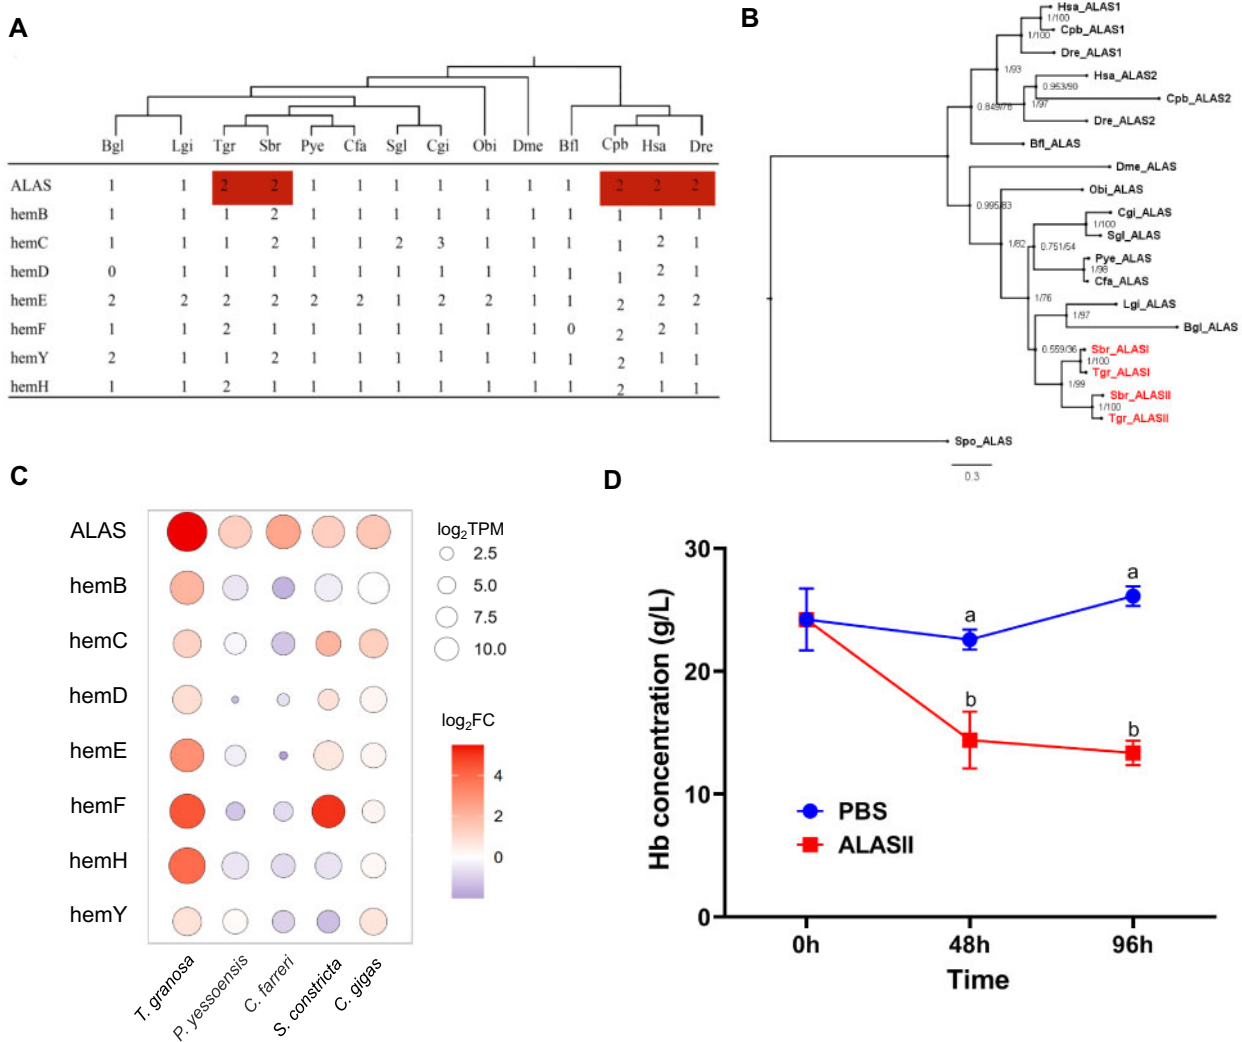 A
Bgl Lgi Tgr Sbr Pye Cfa Sgl Cgi Obi Dme Bfl Cpb Hsa Dre
ALAS 1 1 2 2 1 1 1 1 1 1 1 2 2 2
hemB 1 1 1 2 1 1 1 1 1 1 1 1 1 1
hemC 1 1 1 2 1 1 2 3 1 1 1 1 2 1
hemD 0 1 1 1 1 1 1 1 1 1 1 1 2 1
hemE 2 2 2 2 2 2 1 2 2 1 1 2 2 2
hemF 1 1 2 1 1 1 1 1 1 1 0 2 2 1
hemY 2 1 1 2 1 1 1 1 1 1 1 2 1 1
hemH 1 1 2 1 1 1 1 1 1 1 1 2 1 1
B
Hsa_ALAS1
1/100
Cpb_ALAS1
1/100
Dre_ALAS1
1/93
Hsa_ALAS2
0.953/90
Cpb_ALAS2
1/97
0.849/76
Dre_ALAS2
Bfl_ALAS
Dme_ALAS
Obi_ALAS
0.995/83
Cgi_ALAS
1/100
Sgl_ALAS
1/82
0.751/54
Pye_ALAS
1/98
Cfa_ALAS
1/76
Lgi_ALAS
1/97
Bgl_ALAS
0.559/36
Sbr_ALASI
1/100
Tgr_ALASI
1/99
Sbr_ALASII
1/100
Tgr_ALASII
Spo_ALAS
0.3
C
ALAS
hemB
hemC
hemD
hemE
hemF
hemH
hemY
T. granosa
P. yessoensis
C. farreri
S. constricta
C. gigas
log2TPM
2.5
5.0
7.5
10.0
log2FC
4
2
0
D
Hb concentration (g/L)
30
20
10
0
a
a
b
b
PBS
ALASII
0h 48h 96h
Time